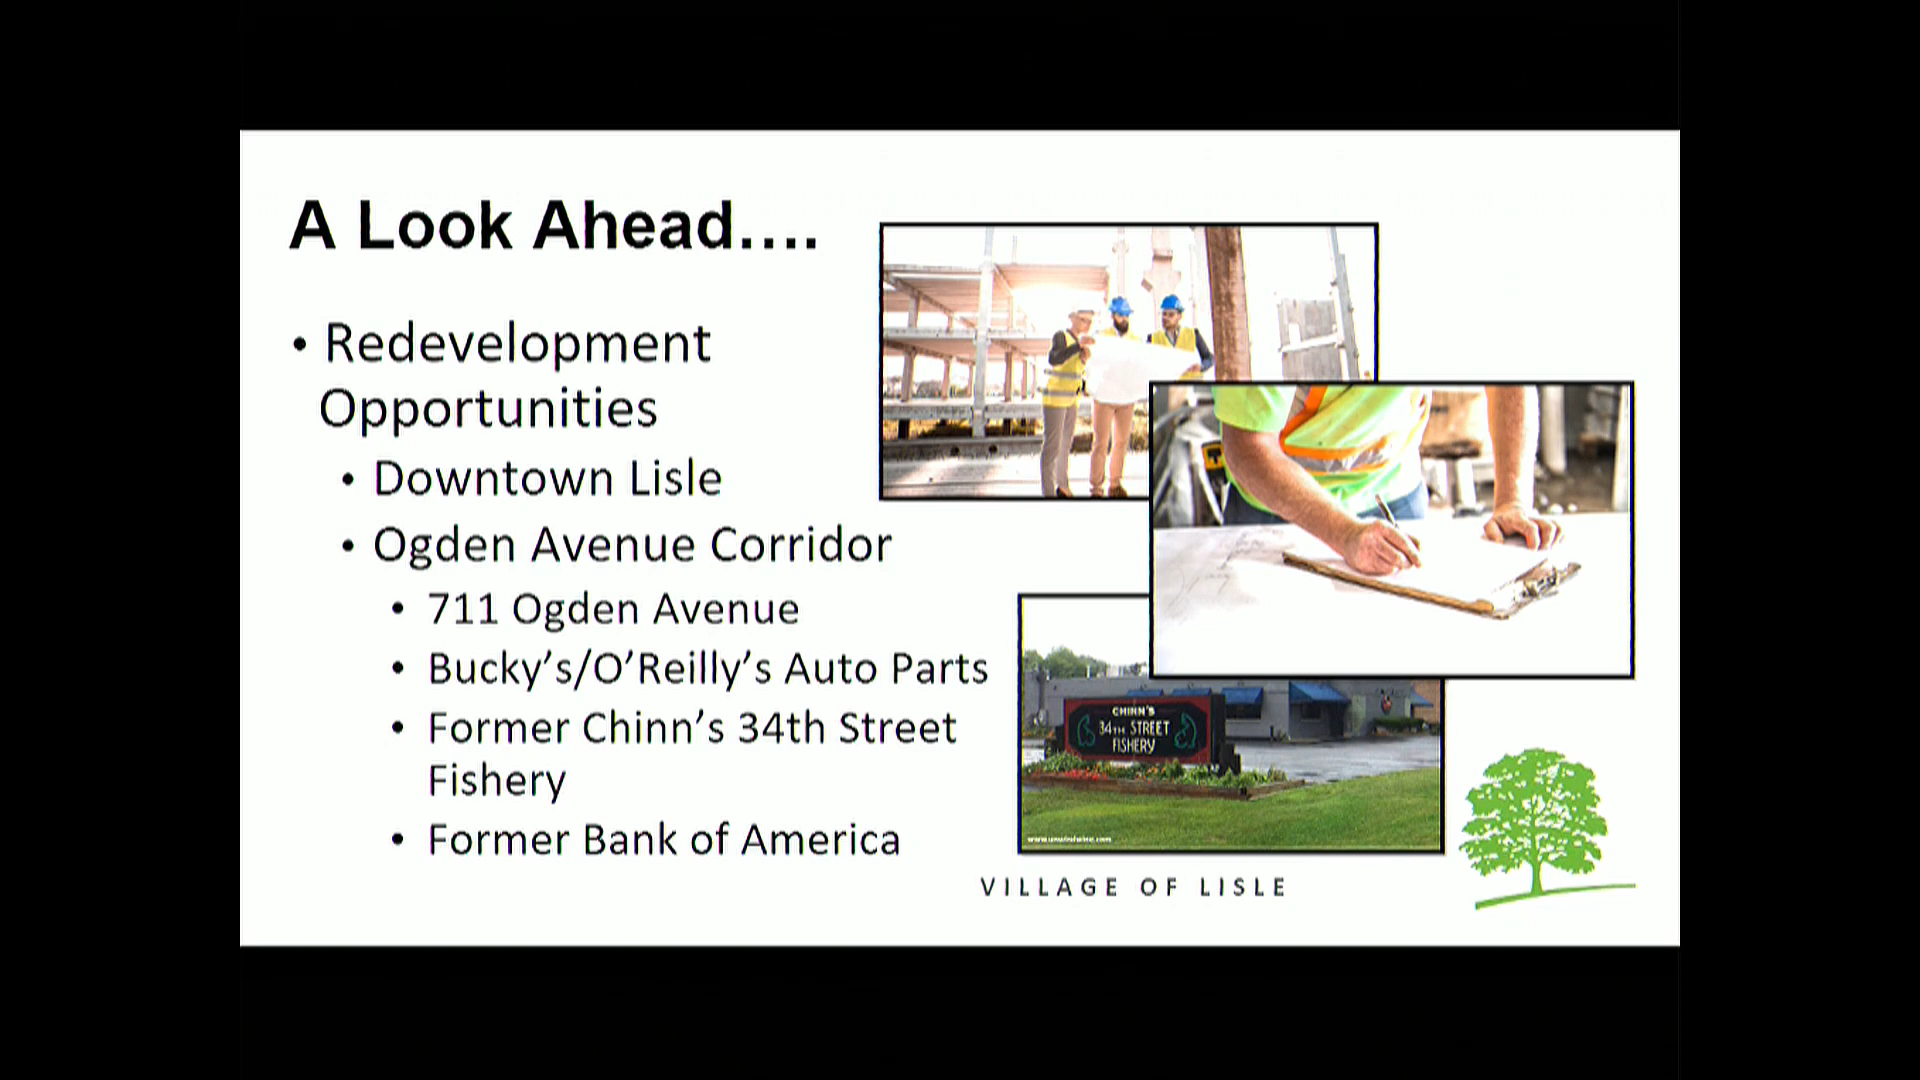 A Look Ahead....
• Redevelopment
Opportunities
• Downtown Lisle
• Ogden Avenue Corridor
• 711 Ogden Avenue
• Bucky's/O'Reilly's Auto Parts
• Former Chinn's 34th Street
Fishery
• Former Bank of America
CHINN'S
34TH STREET
FISHERY
VILLAGE OF LISLE